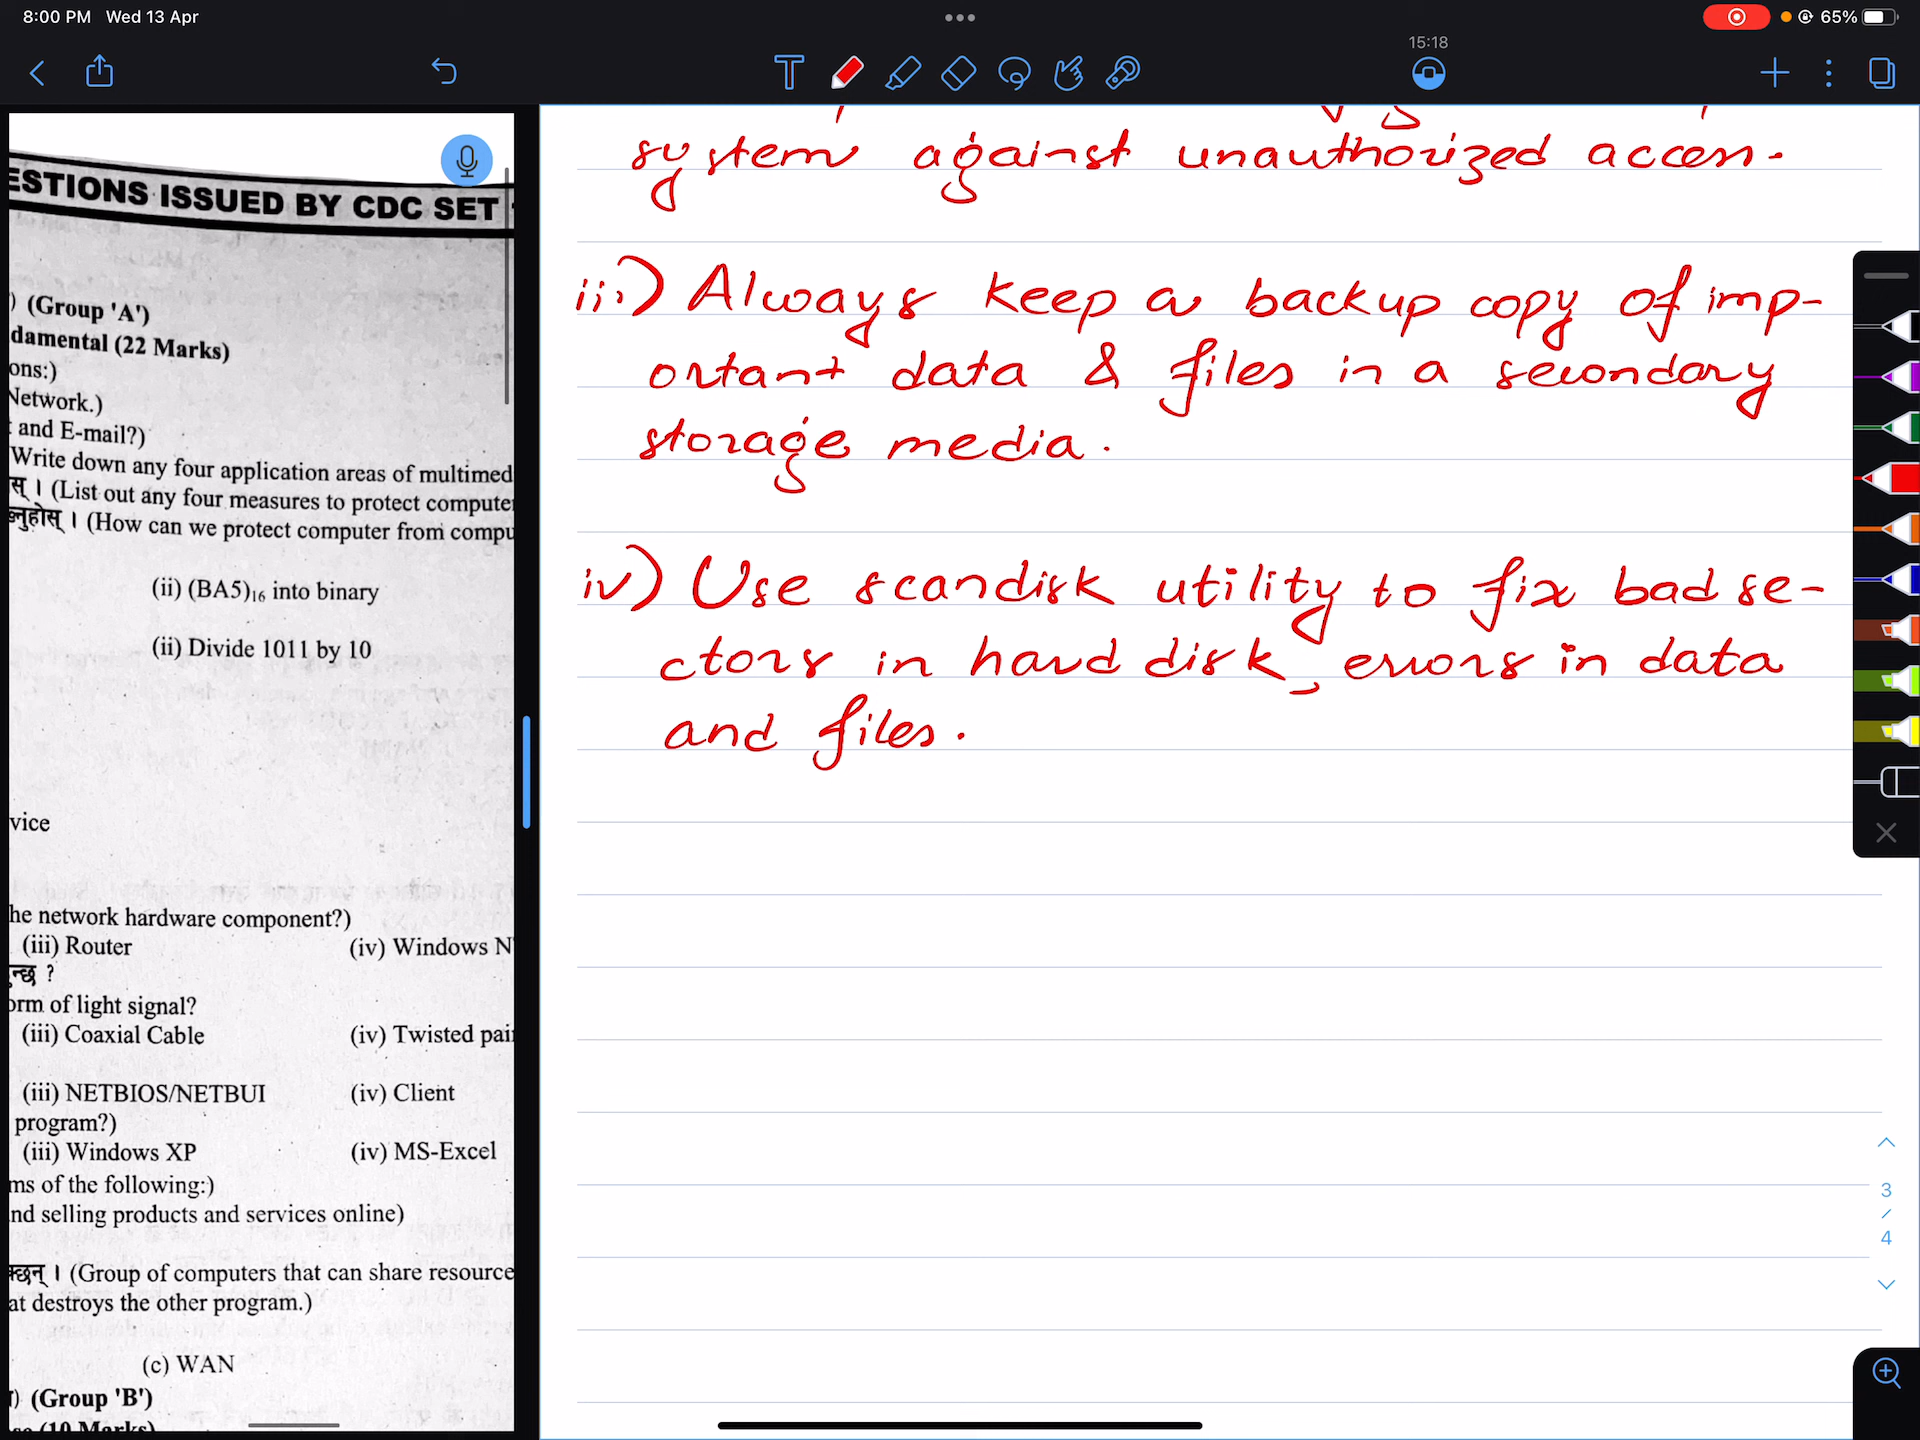 8:00 PM Wed 13 Apr
65%
15:18
ESTIONS ISSUED BY CDC SET
) (Group 'A')
damental (22 Marks)
ons:)
Network.)
and E-mail?)
Write down any four application areas of multimed
स् । (List out any four measures to protect compute
नुहोस् । (How can we protect computer from compu
(ii) (BA5)₁₆ into binary
(ii) Divide 1011 by 10
vice
he network hardware component?)
(iii) Router (iv) Windows N
न्छ ?
orm of light signal?
(iii) Coaxial Cable (iv) Twisted pai
(iii) NETBIOS/NETBUI (iv) Client
program?)
(iii) Windows XP (iv) MS-Excel
ms of the following:)
nd selling products and services online)
छन् । (Group of computers that can share resource
at destroys the other program.)
(c) WAN
) (Group 'B')
(10 Marks)
system against unauthorized access.
iii) Always keep a backup copy of imp-
ortant data & files in a secondary
storage media.
iv) Use scandisk utility to fix bad se-
ctors in hard disk, errors in data
and files.
3
/
4